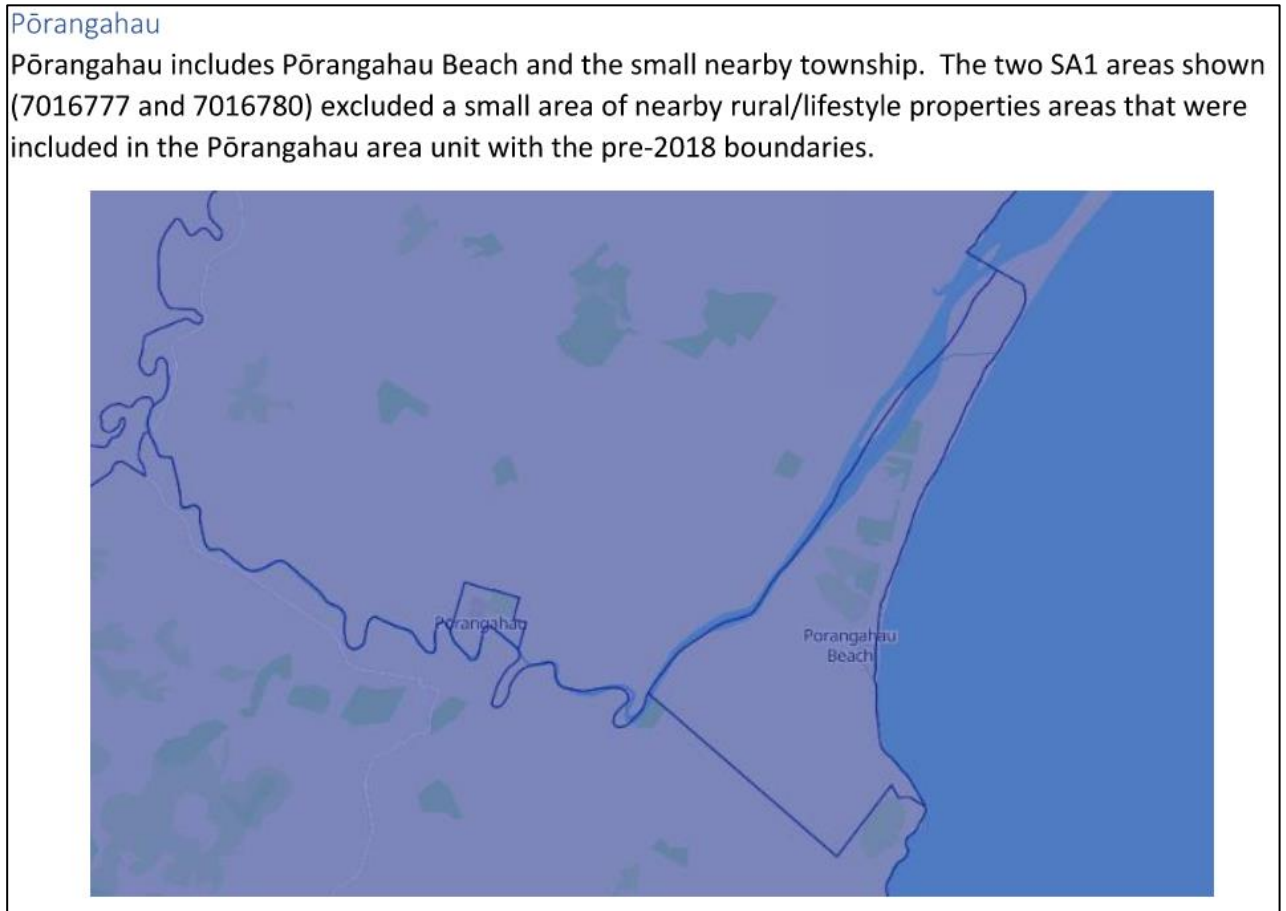 Pōrangahau
Pōrangahau includes Pōrangahau Beach and the small nearby township.  The two SA1 areas shown
(7016777 and 7016780) excluded a small area of nearby rural/lifestyle properties areas that were
included in the Pōrangahau area unit with the pre-2018 boundaries.
Porangahau
Porangahau
Beach